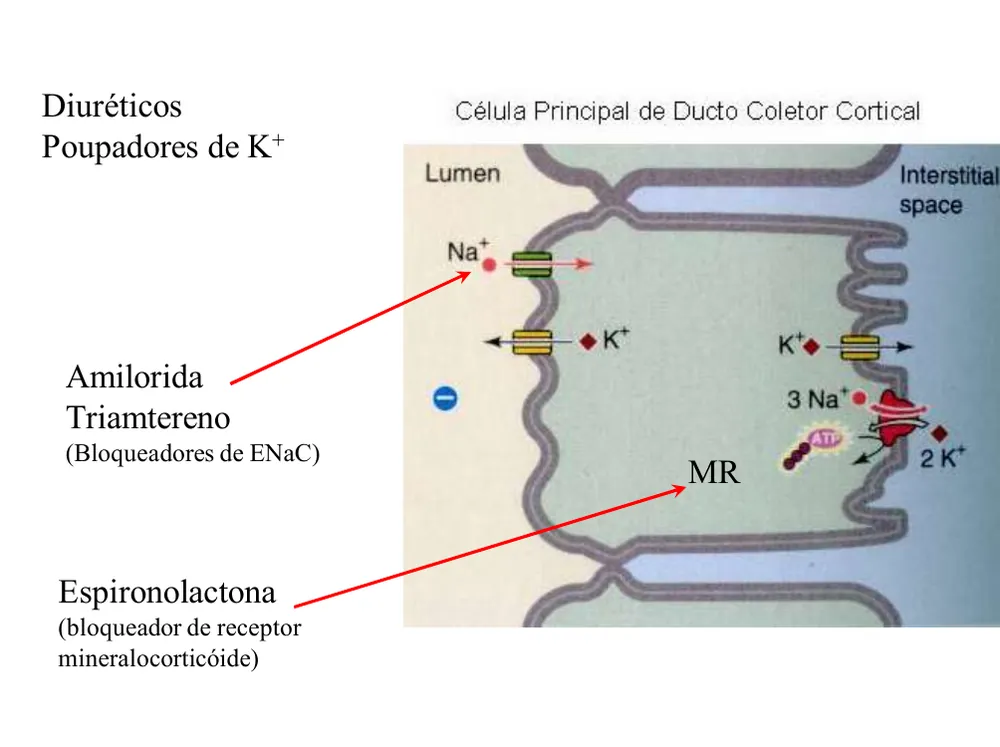 Diuréticos
Poupadores de K⁺
Célula Principal de Ducto Coletor Cortical
Lumen
Interstitial
space
Na⁺
K⁺
K⁺
Amilorida
Triamtereno
(Bloqueadores de ENaC)
3 Na⁺
ATP
2 K⁺
MR
Espironolactona
(bloqueador de receptor
mineralocorticóide)